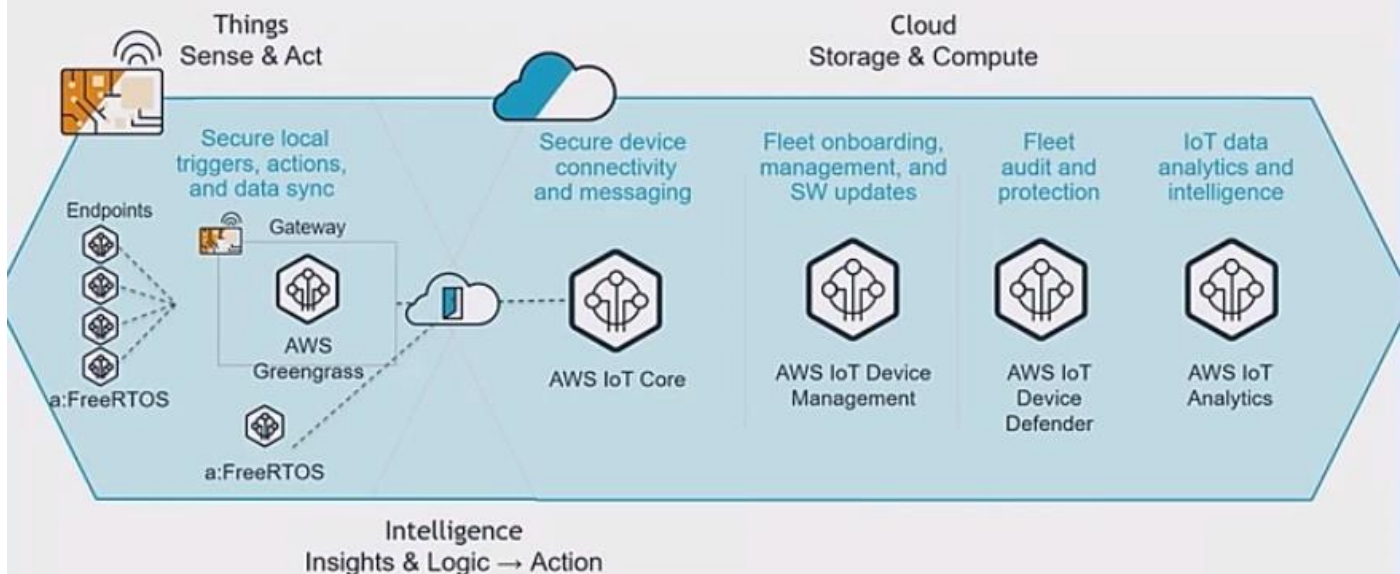 Things
Sense & Act
Cloud
Storage & Compute
Secure local
triggers, actions,
and data sync
Secure device
connectivity
and messaging
Fleet onboarding,
management, and
SW updates
Fleet
audit and
protection
IoT data
analytics and
intelligence
Endpoints
Gateway
AWS
Greengrass
a:FreeRTOS
a:FreeRTOS
AWS IoT Core
AWS IoT Device
Management
AWS IoT
Device
Defender
AWS IoT
Analytics
Intelligence
Insights & Logic → Action